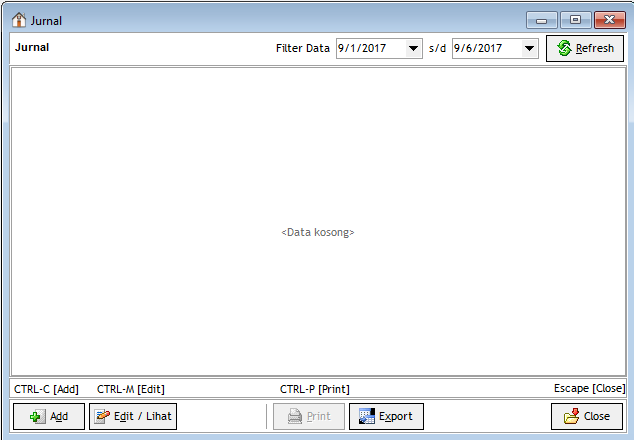 Jurnal
Jurnal Filter Data 9/1/2017 s/d 9/6/2017 Refresh
<Data kosong>
CTRL-C [Add] CTRL-M [Edit] CTRL-P [Print] Escape [Close]
Add Edit / Lihat Print Export Close